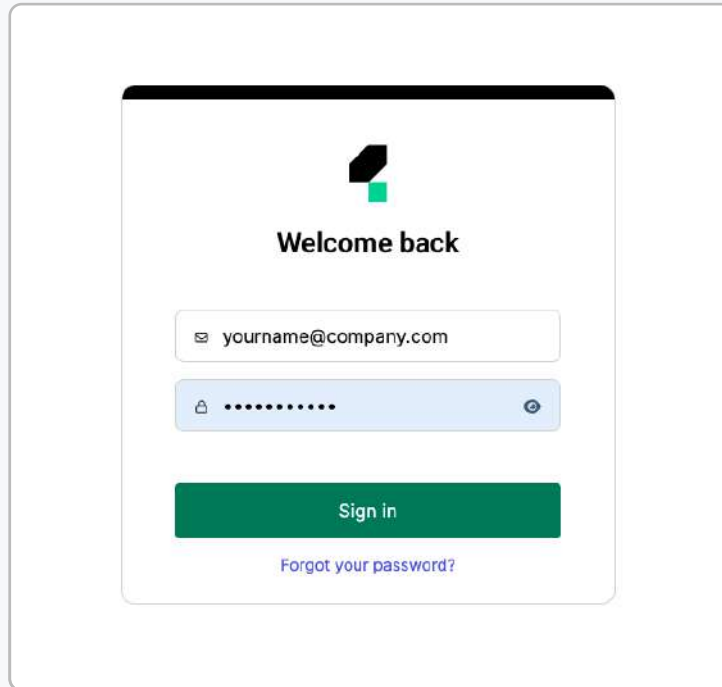 Welcome back
yourname@company.com
•••••••••••
Sign in
Forgot your password?